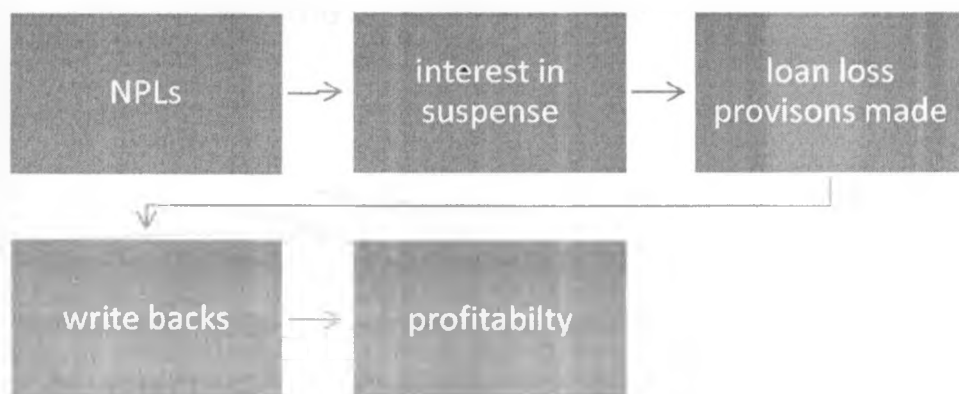 NPLs
interest in
suspense
loan loss
provisons made
write backs
profitabilty